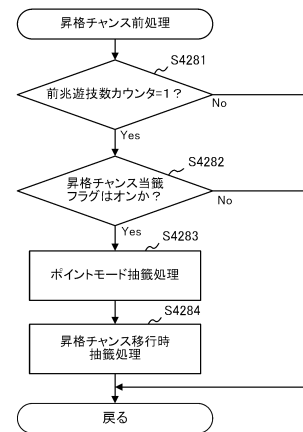 昇格チャンス前処理
S4281
前兆遊技数カウンタ=1?
No
Yes
S4282
昇格チャンス当籤
フラグはオンか?
No
Yes
S4283
ポイントモード抽籤処理
S4284
昇格チャンス移行時
抽籤処理
戻る